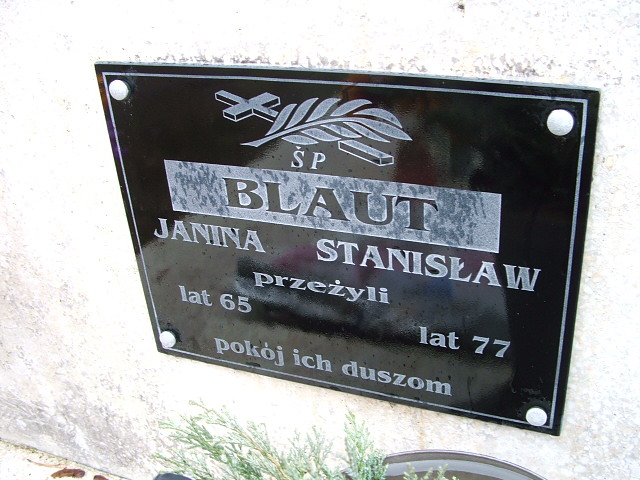 ŚP
BLAUT
JANINA STANISŁAW
przeżyli
lat 65 lat 77
pokój ich duszom